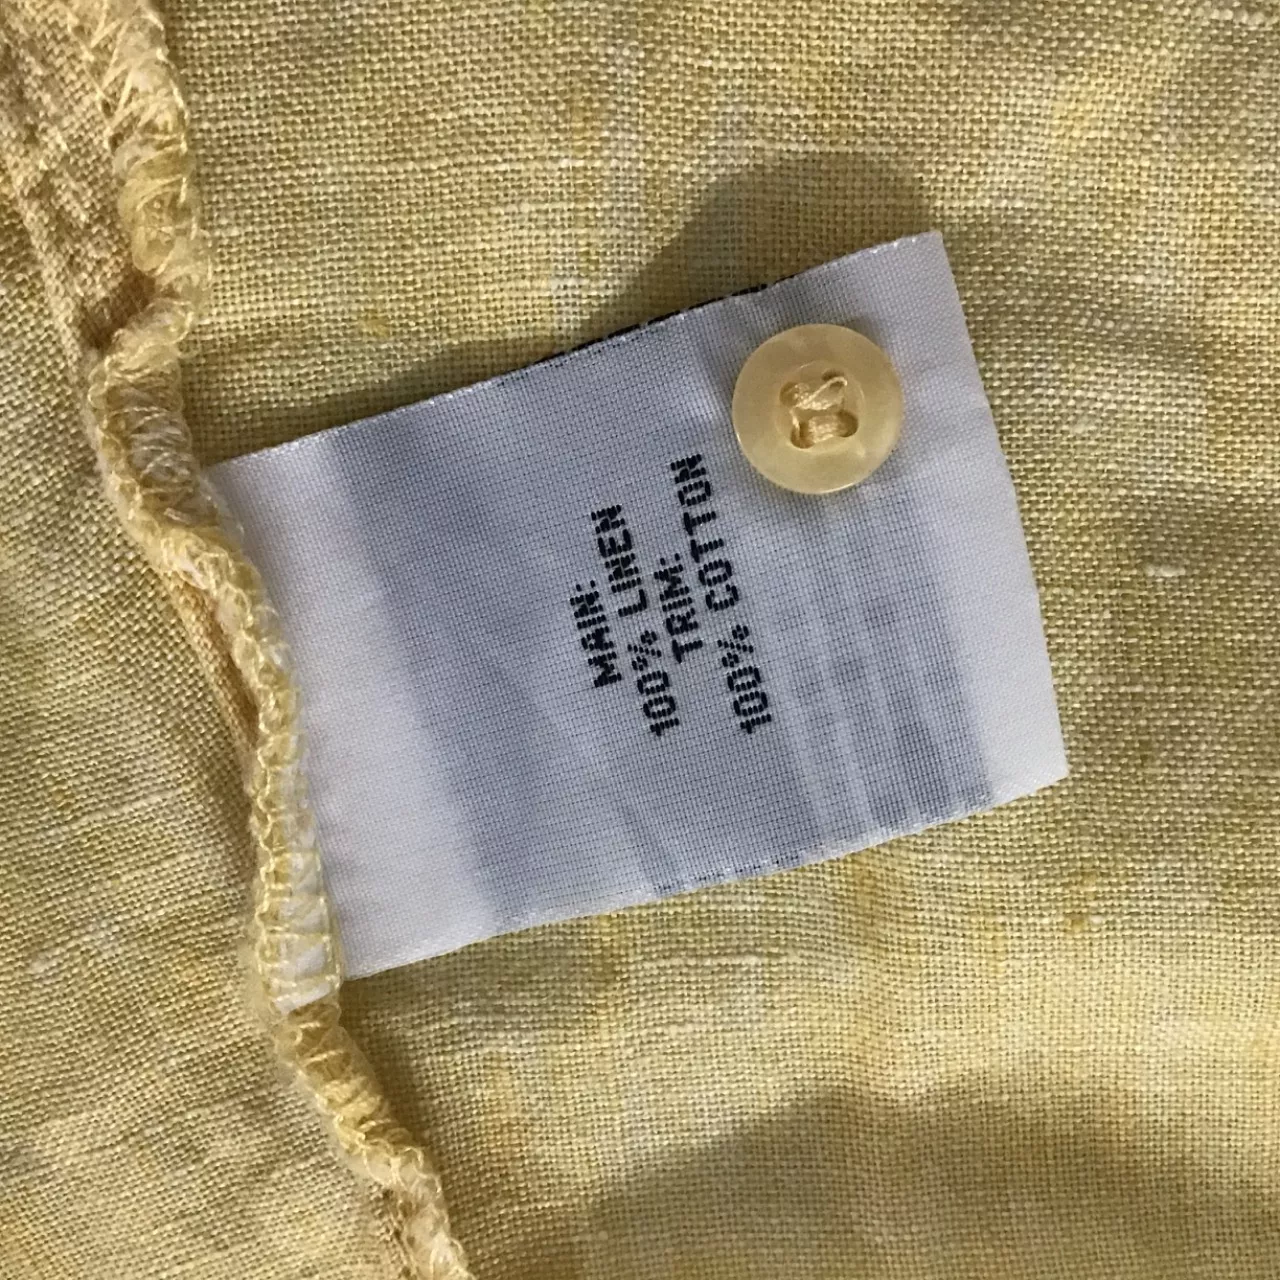 MAIN:
100% LINEN
TRIM:
100% COTTON